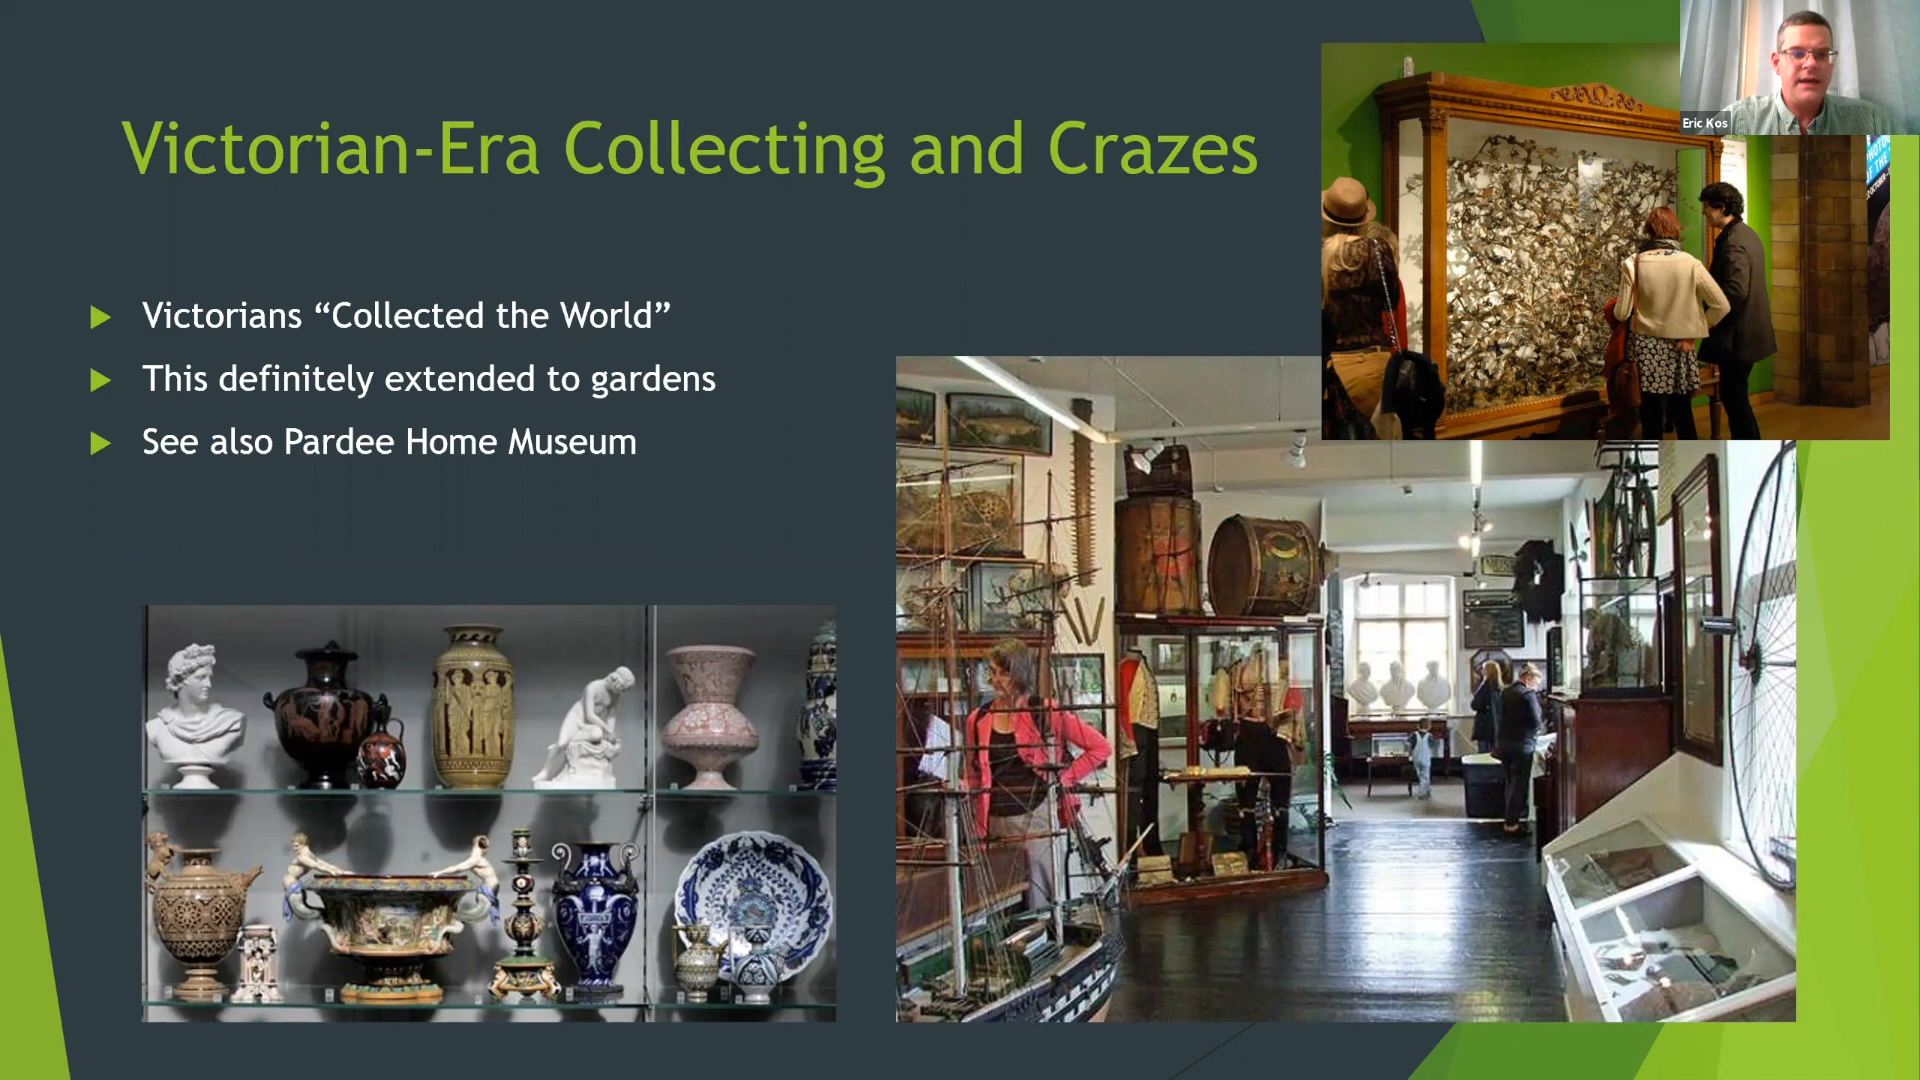 Eric Kos
Victorian-Era Collecting and Crazes
Victorians “Collected the World”
This definitely extended to gardens
See also Pardee Home Museum